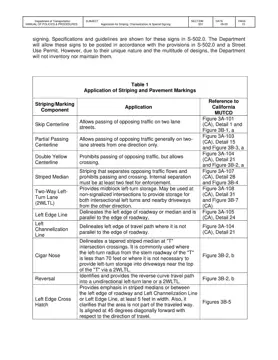 Department of Transportation
MANUAL OF POLICIES & PROCEDURES
SUBJECT
SECTION
DATE
PAGE
signing. Specifications and guidelines are shown for these signs in S-502.0. The Department
will allow these signs to be posted in accordance with the provisions in S-502.0 and a Street
Use Permit. However, due to their unique nature and the multitude of designs, the Department
will not inventory nor maintain them.
Table 1
Application of Striping and Pavement Markings
Striping/Marking Component
Application
Reference to California MUTCD
Skip Centerline
Allows passing of opposing traffic on two lane
streets.
Figure 3A-101
(CA), Detail 1 and
Figure 3B-1, a
Partial Passing
Centerline
Allows passing of opposing traffic generally on two-
lane streets from one direction only.
Figure 3A-103
(CA), Detail 15
and Figure 3B-3, a
Double Yellow
Centerline
Prohibits passing of opposing traffic, but allows
crossing.
Figure 3A-104
(CA), Detail 21
and Figure 3B-2, a
Striped Median
Striping that separates opposing traffic flows and
prohibits passing and crossing. Internal separation
must be at least two feet for enforcement.
Figure 3A-107
(CA), Detail 28
and Figure 3B-4
Two-Way Left-
Turn Lane
(2WLTL)
Provides midblock left-turn storage. May be used at
non-signalized intersections to provide storage for
both intersectional left turns and nearby driveways
from the other direction.
Figure 3A-108
(CA), Detail 31
and Figure 3B-7
(CA)
Left Edge Line
Delineates the left edge of roadway or median and is
parallel to the edge of roadway.
Figure 3A-105
(CA), Detail 24
Left
Channelization
Line
Delineates left edge of travel path where it is not
parallel to the edge of roadway.
Figure 3A-104
(CA), Detail 21
Cigar Nose
Delineates a tapered striped median at "T"
intersection crossings. It is commonly used where
the left-turn radius from the stem roadway of the "T"
is less than 70 feet or where it is not necessary to
provide left-turn storage into driveways near the top
of the "T" via a 2WLTL.
Figure 3B-2, b
Reversal
Identifies and provides the reverse curve travel path
into a unidirectional left-turn lane or a 2WLTL.
Figure 3B-2, b
Left Edge Cross
Hatch
Provides emphasis in striped medians or between
the left edge of roadway and Left Channelization Line
or Left Edge Line, at least 5 feet in width. Also, it
clarifies that the area is not part of the traveled way.
Is aligned at 45 degrees diagonally forward with
respect to the direction of travel.
Figures 3B-5